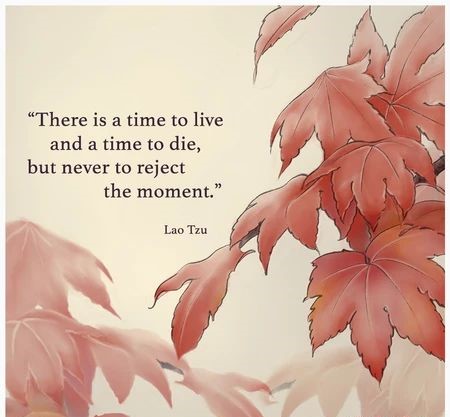 “There is a time to live
and a time to die,
but never to reject
the moment.”
Lao Tzu